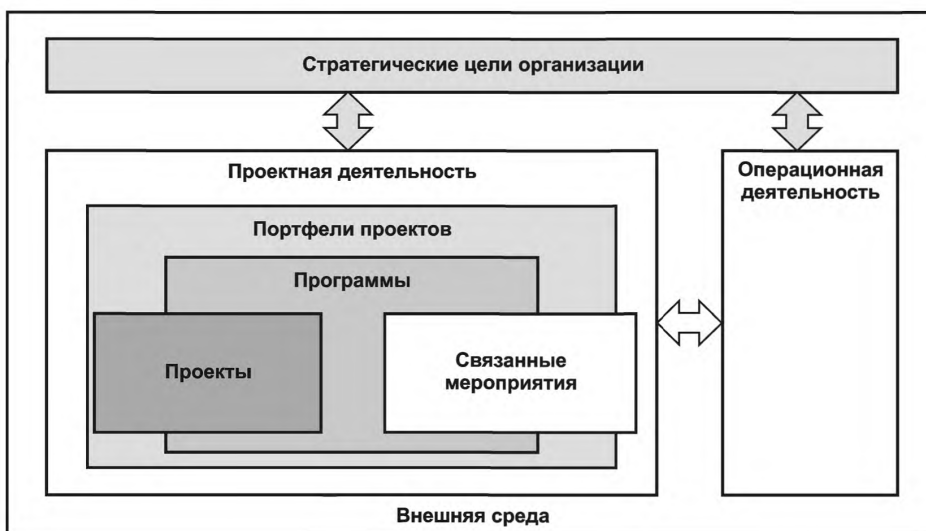 Стратегические цели организации
Проектная деятельность
Операционная
деятельность
Портфели проектов
Программы
Проекты
Связанные
мероприятия
Внешняя среда